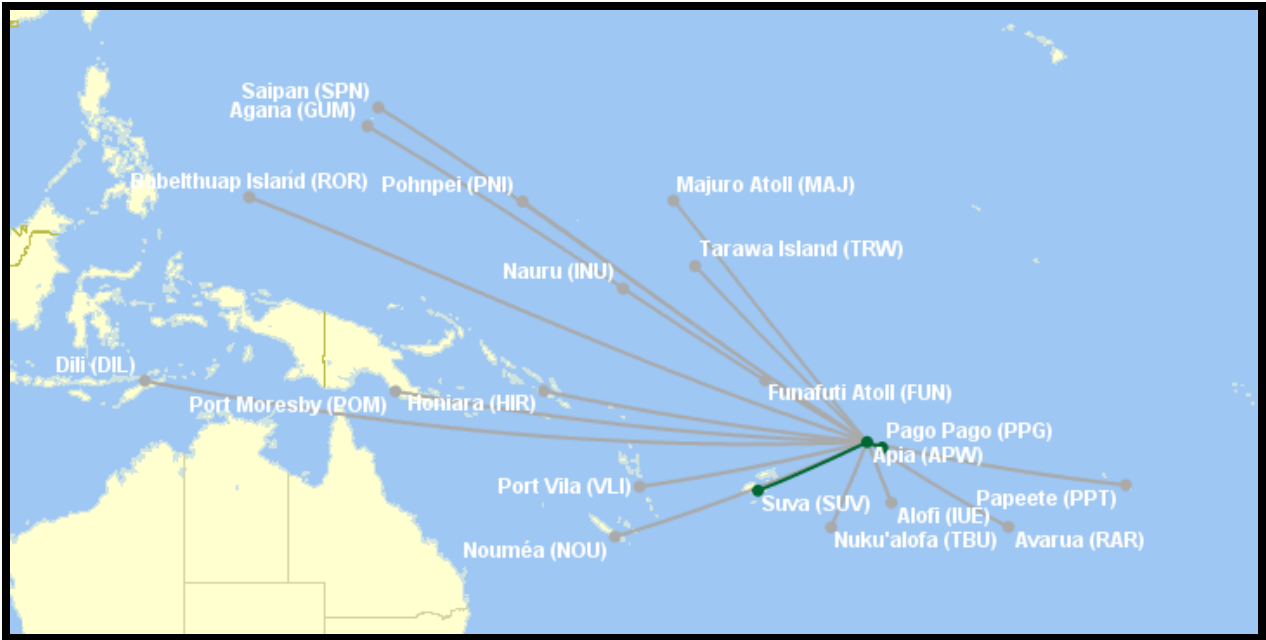 Saipan (SPN)
Agana (GUM)
Babelthuap Island (ROR)
Pohnpei (PNI)
Majuro Atoll (MAJ)
Tarawa Island (TRW)
Nauru (INU)
Dili (DIL)
Port Moresby (POM)
Honiara (HIR)
Funafuti Atoll (FUN)
Pago Pago (PPG)
Apia (APW)
Port Vila (VLI)
Suva (SUV)
Papeete (PPT)
Alofi (IUE)
Nuku'alofa (TBU)
Avarua (RAR)
Nouméa (NOU)